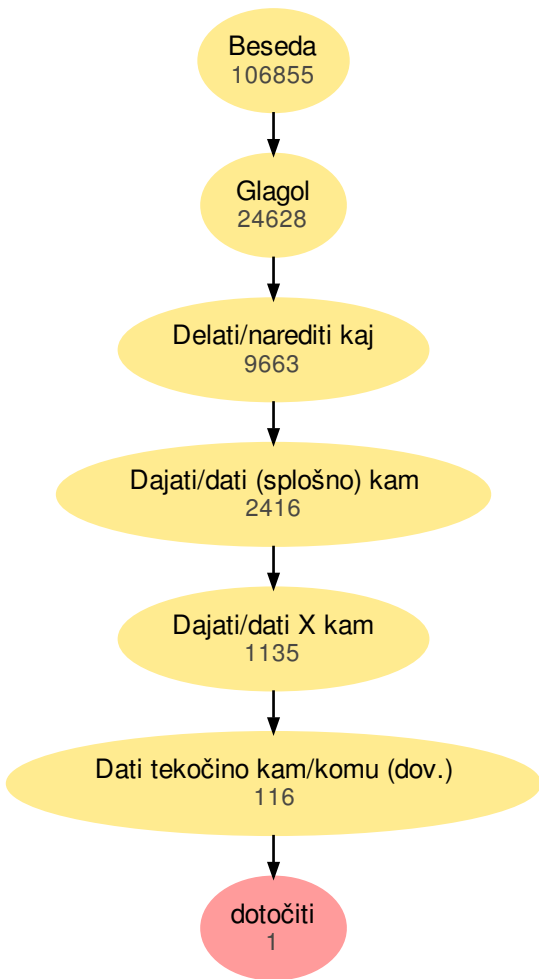 Beseda
106855
Glagol
24628
Delati/narediti kaj
9663
Dajati/dati (splošno) kam
2416
Dajati/dati X kam
1135
Dati tekočino kam/komu (dov.)
116
dotočiti
1